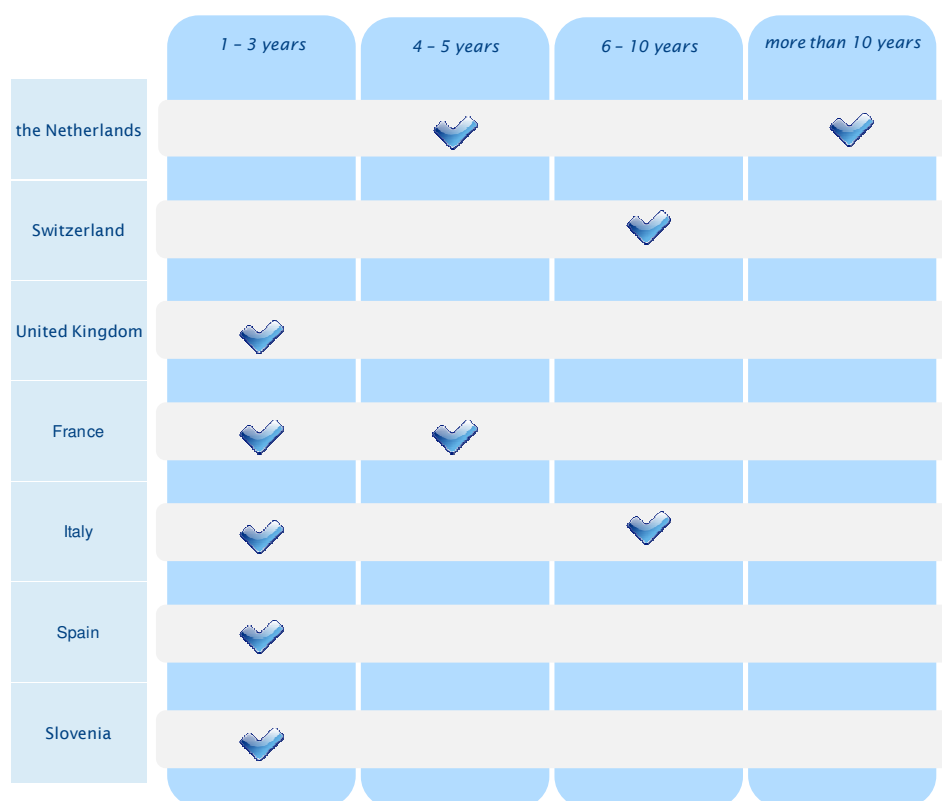 1 – 3 years
4 – 5 years
6 – 10 years
more than 10 years
the Netherlands
Switzerland
United Kingdom
France
Italy
Spain
Slovenia